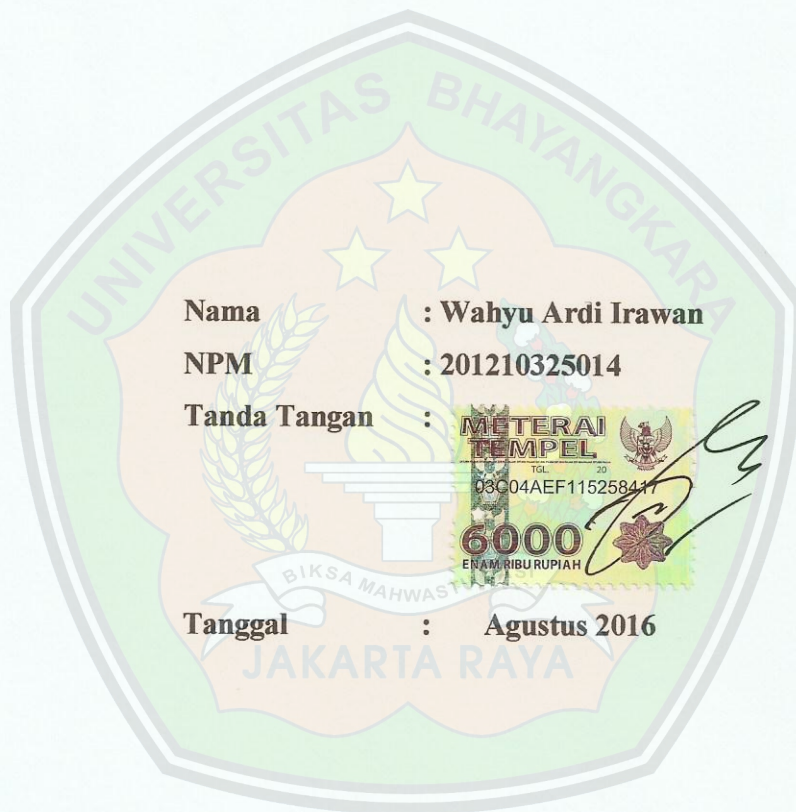 UNIVERSITAS BHAYANGKARA
Nama : Wahyu Ardi Irawan
NPM : 201210325014
Tanda Tangan :
METERAI
TEMPEL
TGL. 20
03C04AEF115258417
6000
ENAM RIBU RUPIAH
BIKSA MAHWAS
Tanggal : Agustus 2016
JAKARTA RAYA